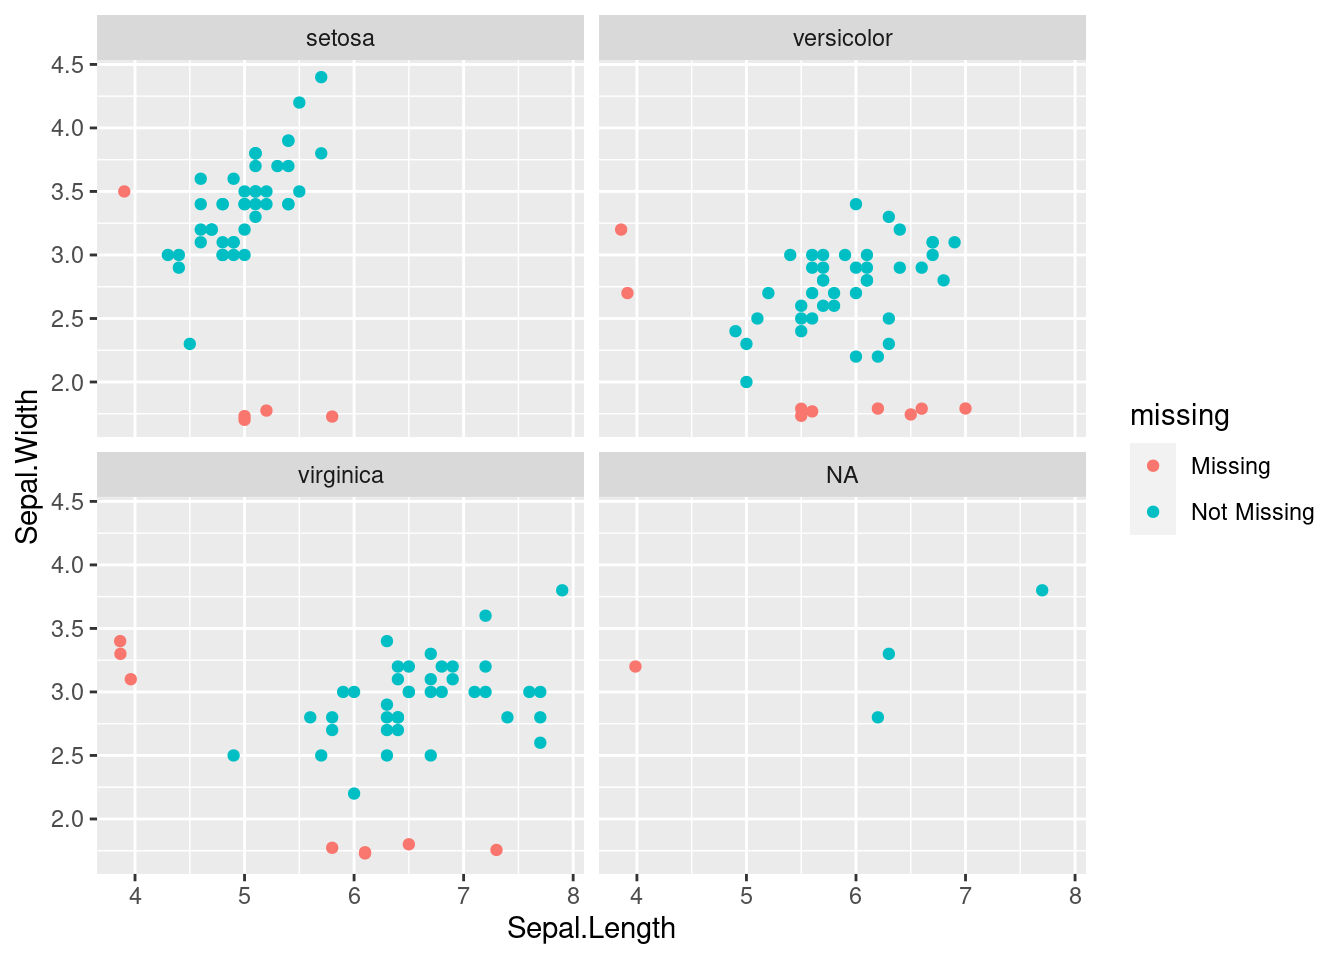 setosa
versicolor
4.5
4.0
3.5
3.0
2.5
2.0
virginica
NA
4.5
4.0
3.5
3.0
2.5
2.0
4 5 6 7 8
4 5 6 7 8
Sepal.Length
Sepal.Width
missing
Missing
Not Missing